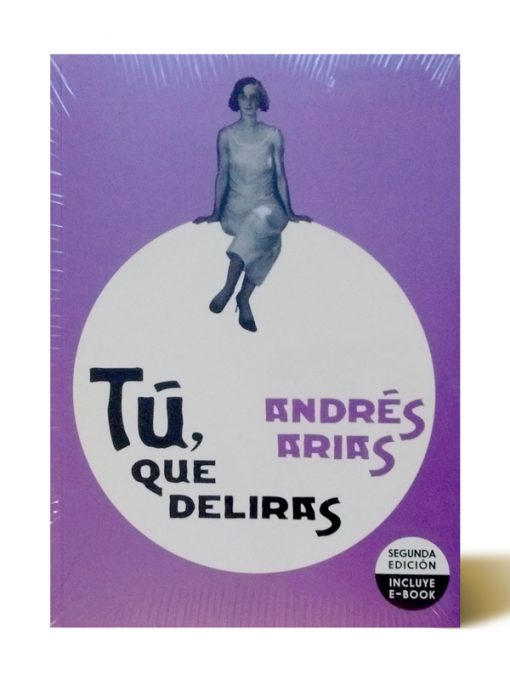 TÚ,
QUE
DELIRAS
ANDRÉS
ARIAS
SEGUNDA
EDICIÓN
INCLUYE
E-BOOK